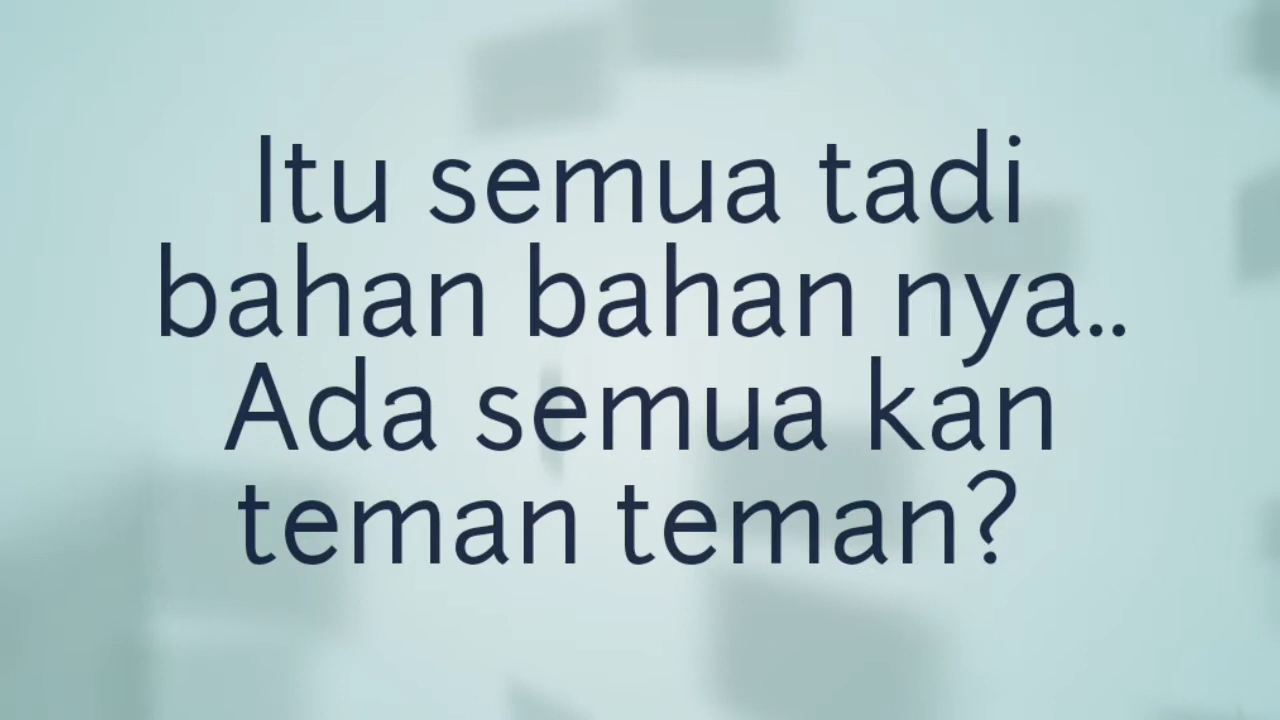 Itu semua tadi
bahan bahan nya..
Ada semua kan
teman teman?